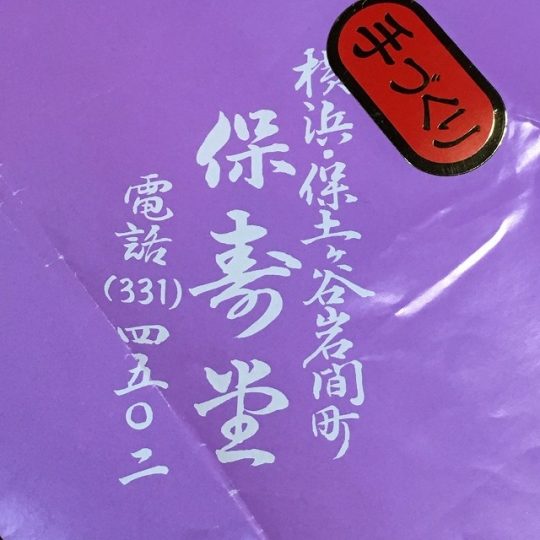 手づくり
横浜・保土ヶ谷岩間町
保寿堂
電話(331)四五〇二